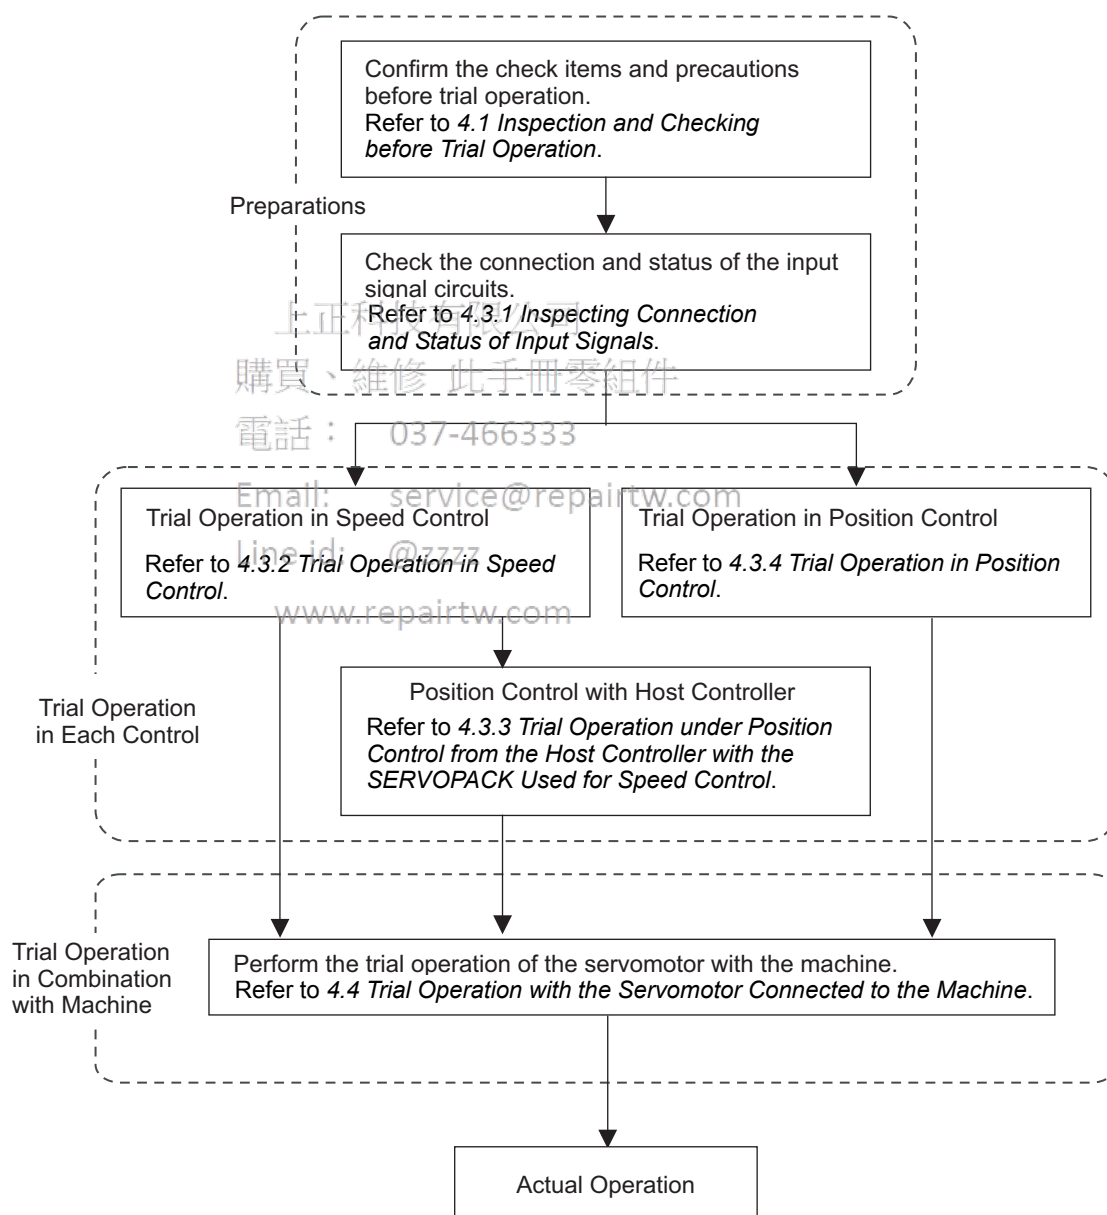 Confirm the check items and precautions
before trial operation.
Refer to 4.1 Inspection and Checking
before Trial Operation.
Preparations
Check the connection and status of the input
signal circuits.
Refer to 4.3.1 Inspecting Connection
and Status of Input Signals.
上正科技有限公司
購買、維修 此手冊零組件
電話： 037-466333
Email: service@repairtw.com
Line id: @zzzz
www.repairtw.com
Trial Operation in Speed Control
Refer to 4.3.2 Trial Operation in Speed
Control.
Trial Operation in Position Control
Refer to 4.3.4 Trial Operation in Position
Control.
Trial Operation
in Each Control
Position Control with Host Controller
Refer to 4.3.3 Trial Operation under Position
Control from the Host Controller with the
SERVOPACK Used for Speed Control.
Trial Operation
in Combination
with Machine
Perform the trial operation of the servomotor with the machine.
Refer to 4.4 Trial Operation with the Servomotor Connected to the Machine.
Actual Operation